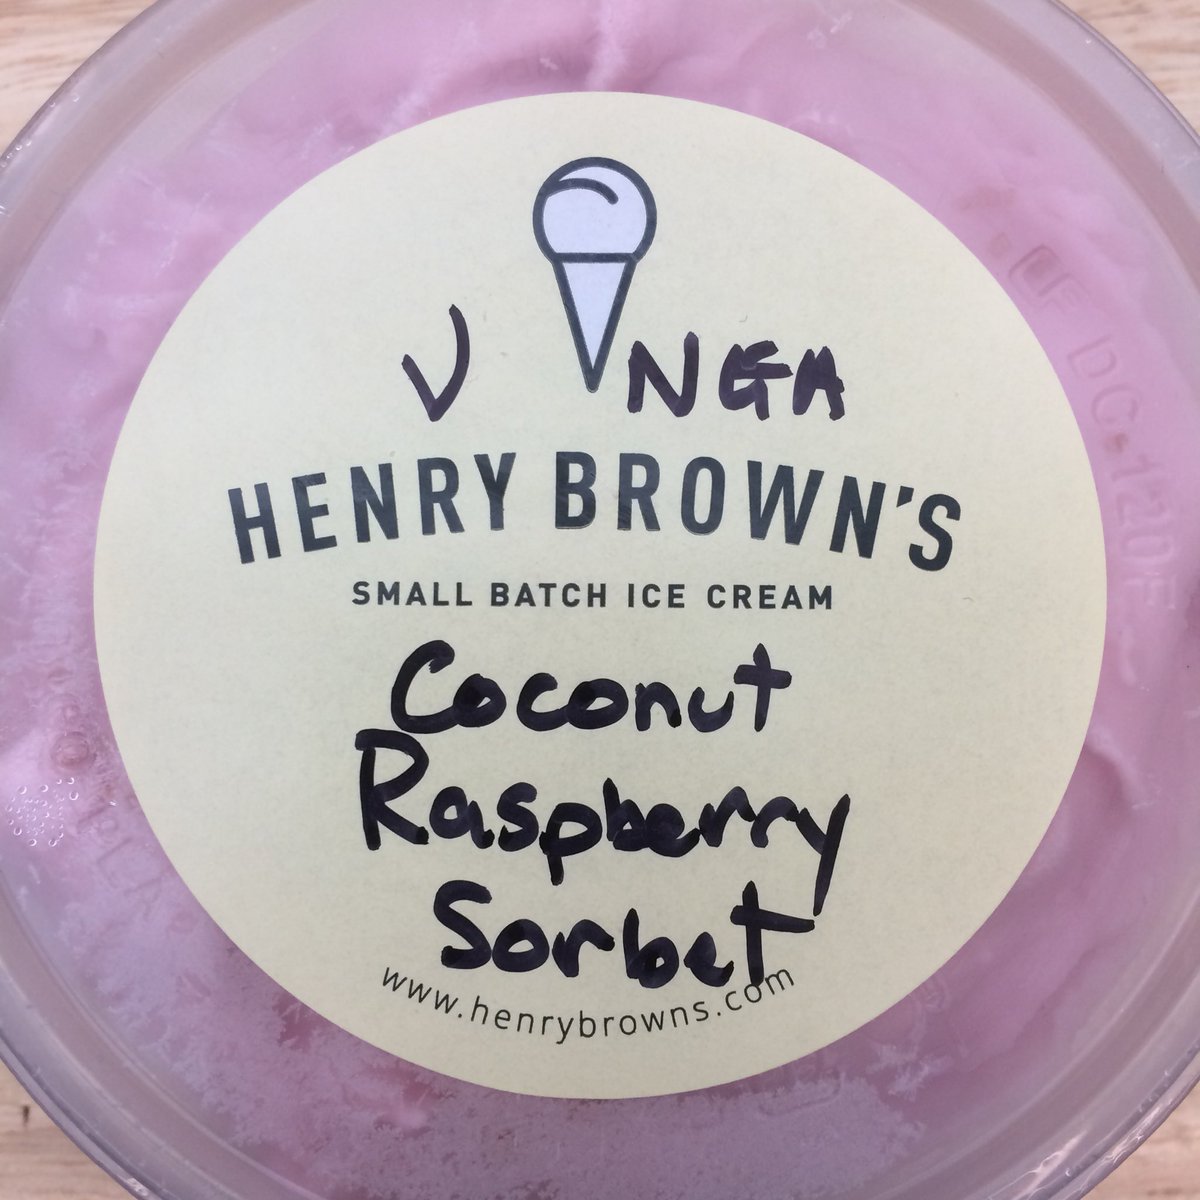 V NGA
HENRY BROWN'S
SMALL BATCH ICE CREAM
Coconut
Raspberry
Sorbet
www.henrybrowns.com